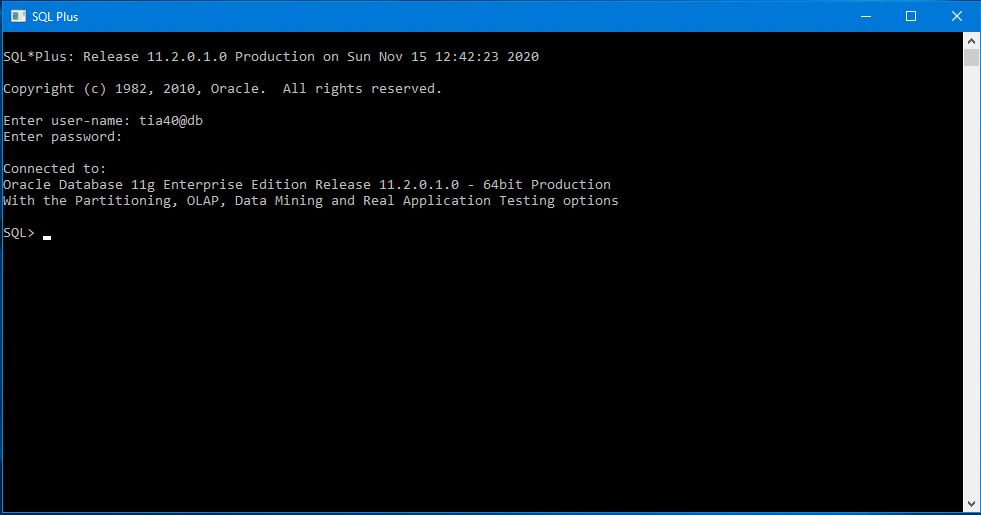 SQL Plus
SQL*Plus: Release 11.2.0.1.0 Production on Sun Nov 15 12:42:23 2020
Copyright (c) 1982, 2010, Oracle.  All rights reserved.
Enter user-name: tia40@db
Enter password:
Connected to:
Oracle Database 11g Enterprise Edition Release 11.2.0.1.0 - 64bit Production
With the Partitioning, OLAP, Data Mining and Real Application Testing options
SQL>